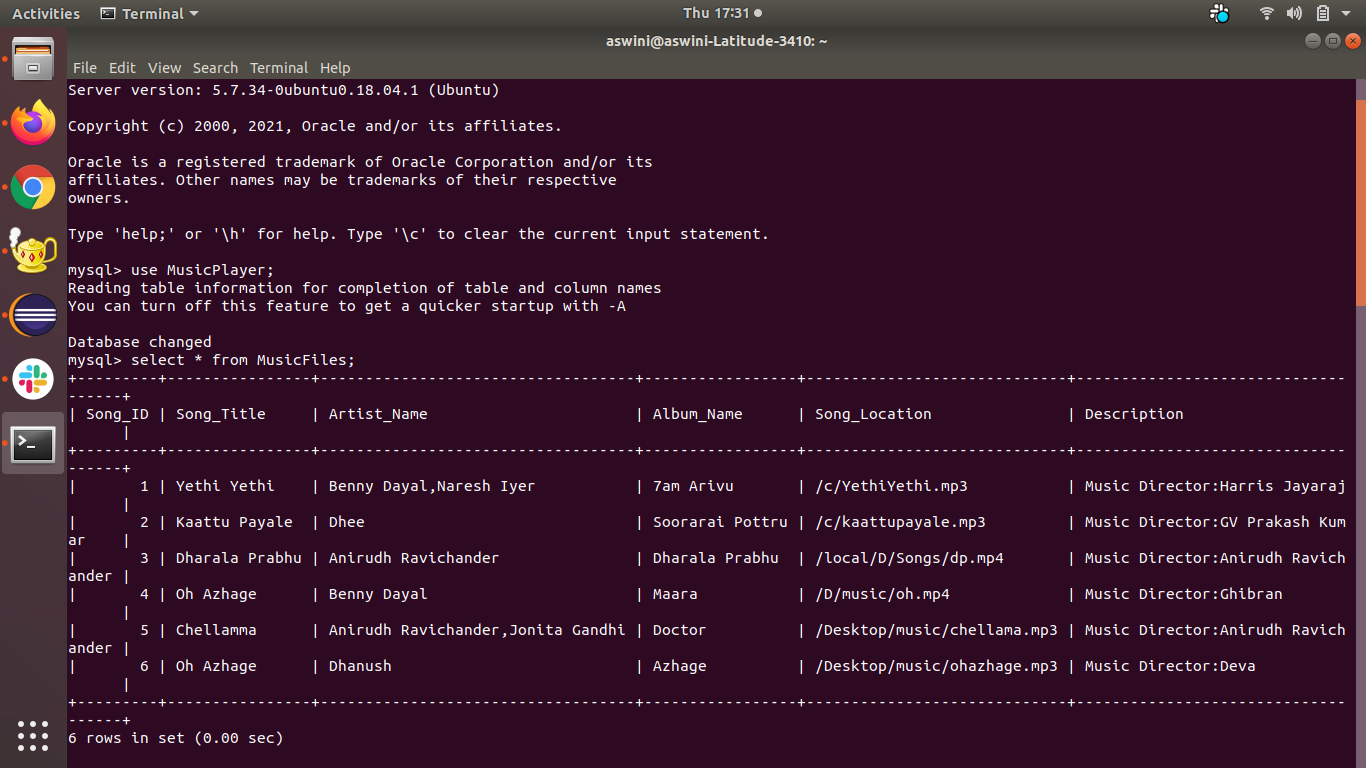 Activities Terminal Thu 17:31
aswini@aswini-Latitude-3410: ~
File Edit View Search Terminal Help
Server version: 5.7.34-0ubuntu0.18.04.1 (Ubuntu)
Copyright (c) 2000, 2021, Oracle and/or its affiliates.
Oracle is a registered trademark of Oracle Corporation and/or its
affiliates. Other names may be trademarks of their respective
owners.
Type 'help;' or '\h' for help. Type '\c' to clear the current input statement.
mysql> use MusicPlayer;
Reading table information for completion of table and column names
You can turn off this feature to get a quicker startup with -A
Database changed
mysql> select * from MusicFiles;
+---------+----------------+-----------------------------------+-----------------+-----------------------------+------------------------------
------+
| Song_ID | Song_Title     | Artist_Name                       | Album_Name      | Song_Location               | Description
      |
+---------+----------------+-----------------------------------+-----------------+-----------------------------+------------------------------
------+
|       1 | Yethi Yethi    | Benny Dayal,Naresh Iyer           | 7am Arivu       | /c/YethiYethi.mp3           | Music Director:Harris Jayaraj
      |
|       2 | Kaattu Payale  | Dhee                              | Soorarai Pottru | /c/kaattupayale.mp3         | Music Director:GV Prakash Kum
ar    |
|       3 | Dharala Prabhu | Anirudh Ravichander               | Dharala Prabhu  | /local/D/Songs/dp.mp4       | Music Director:Anirudh Ravich
ander |
|       4 | Oh Azhage      | Benny Dayal                       | Maara           | /D/music/oh.mp4             | Music Director:Ghibran
      |
|       5 | Chellamma      | Anirudh Ravichander,Jonita Gandhi | Doctor          | /Desktop/music/chellama.mp3 | Music Director:Anirudh Ravich
ander |
|       6 | Oh Azhage      | Dhanush                           | Azhage          | /Desktop/music/ohazhage.mp3 | Music Director:Deva
      |
+---------+----------------+-----------------------------------+-----------------+-----------------------------+------------------------------
------+
6 rows in set (0.00 sec)